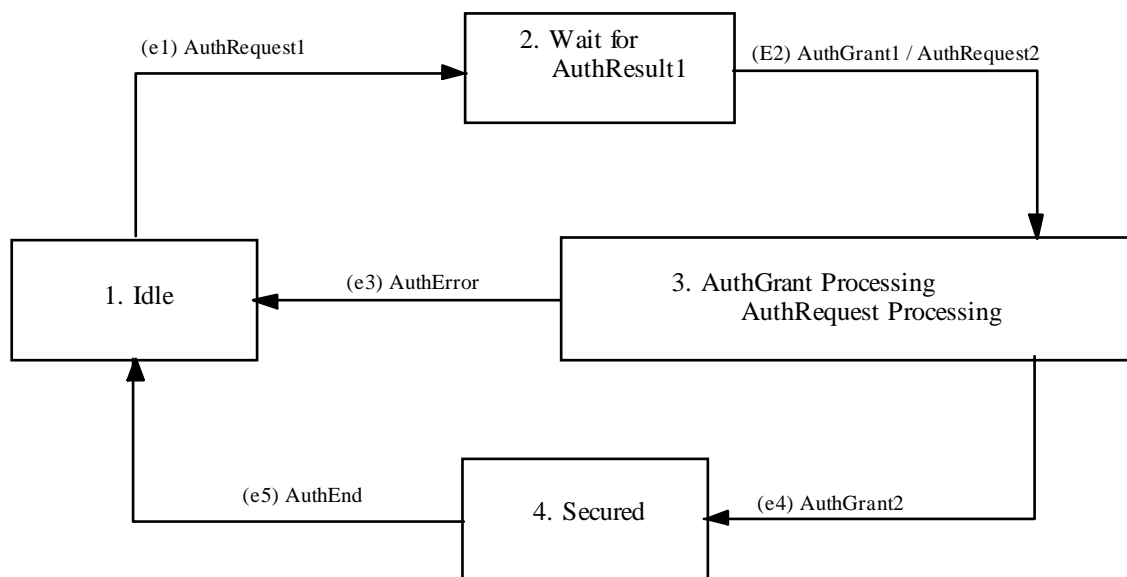 (e1) AuthRequest1
2. Wait for
AuthResult1
(E2) AuthGrant1 / AuthRequest2
1. Idle
(e3) AuthError
3. AuthGrant Processing
AuthRequest Processing
(e5) AuthEnd
4. Secured
(e4) AuthGrant2